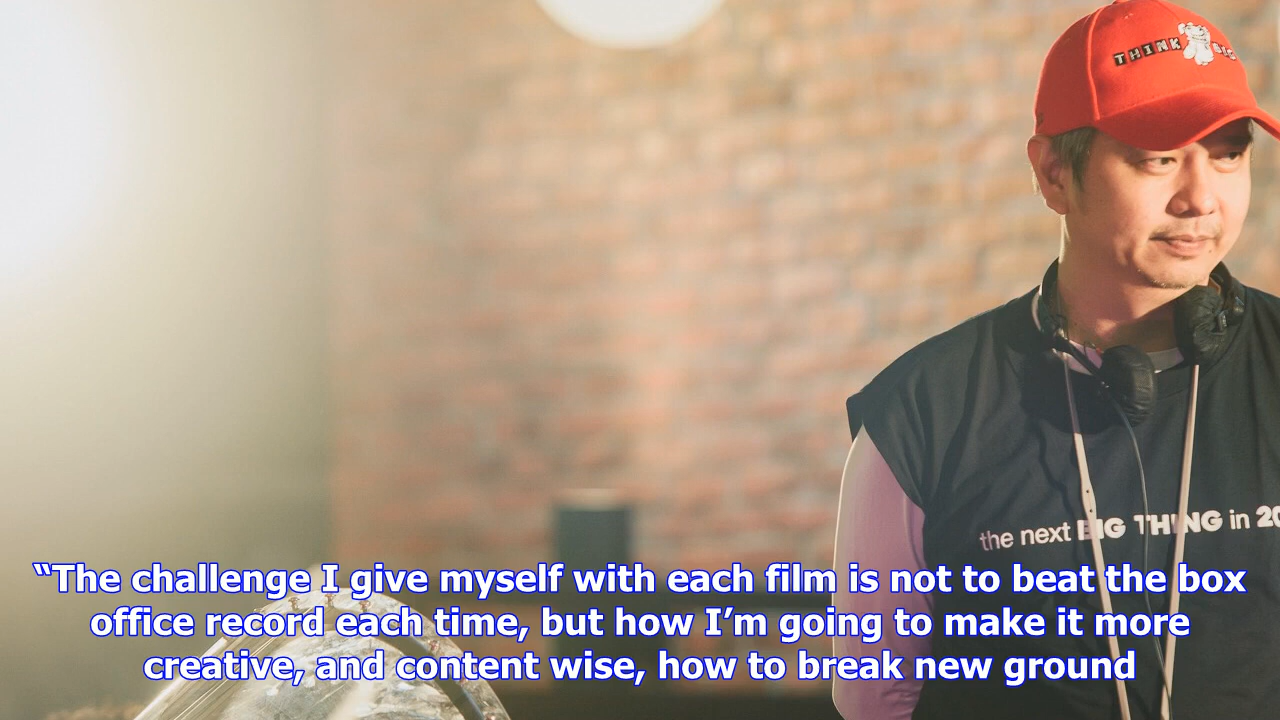 THINK BIG
the next BIG THING in 20
“The challenge I give myself with each film is not to beat the box
office record each time, but how I’m going to make it more
creative, and content wise, how to break new ground